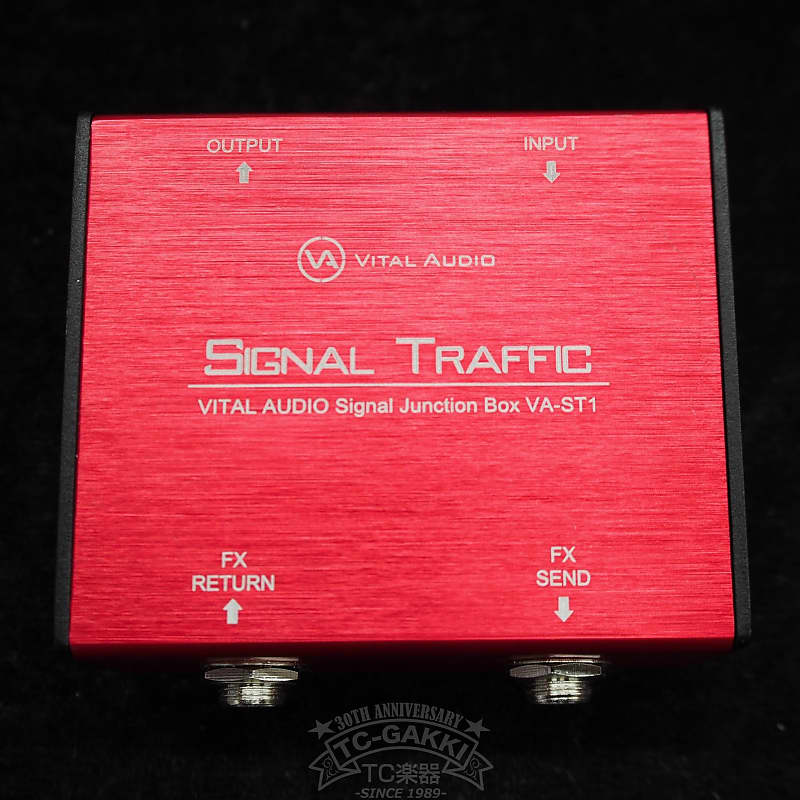 OUTPUT INPUT
VA VITAL AUDIO
SIGNAL TRAFFIC
VITAL AUDIO Signal Junction Box VA-ST1
FX RETURN
FX SEND
30TH ANNIVERSARY
TC-GAKKI
TC楽器
-SINCE 1989-